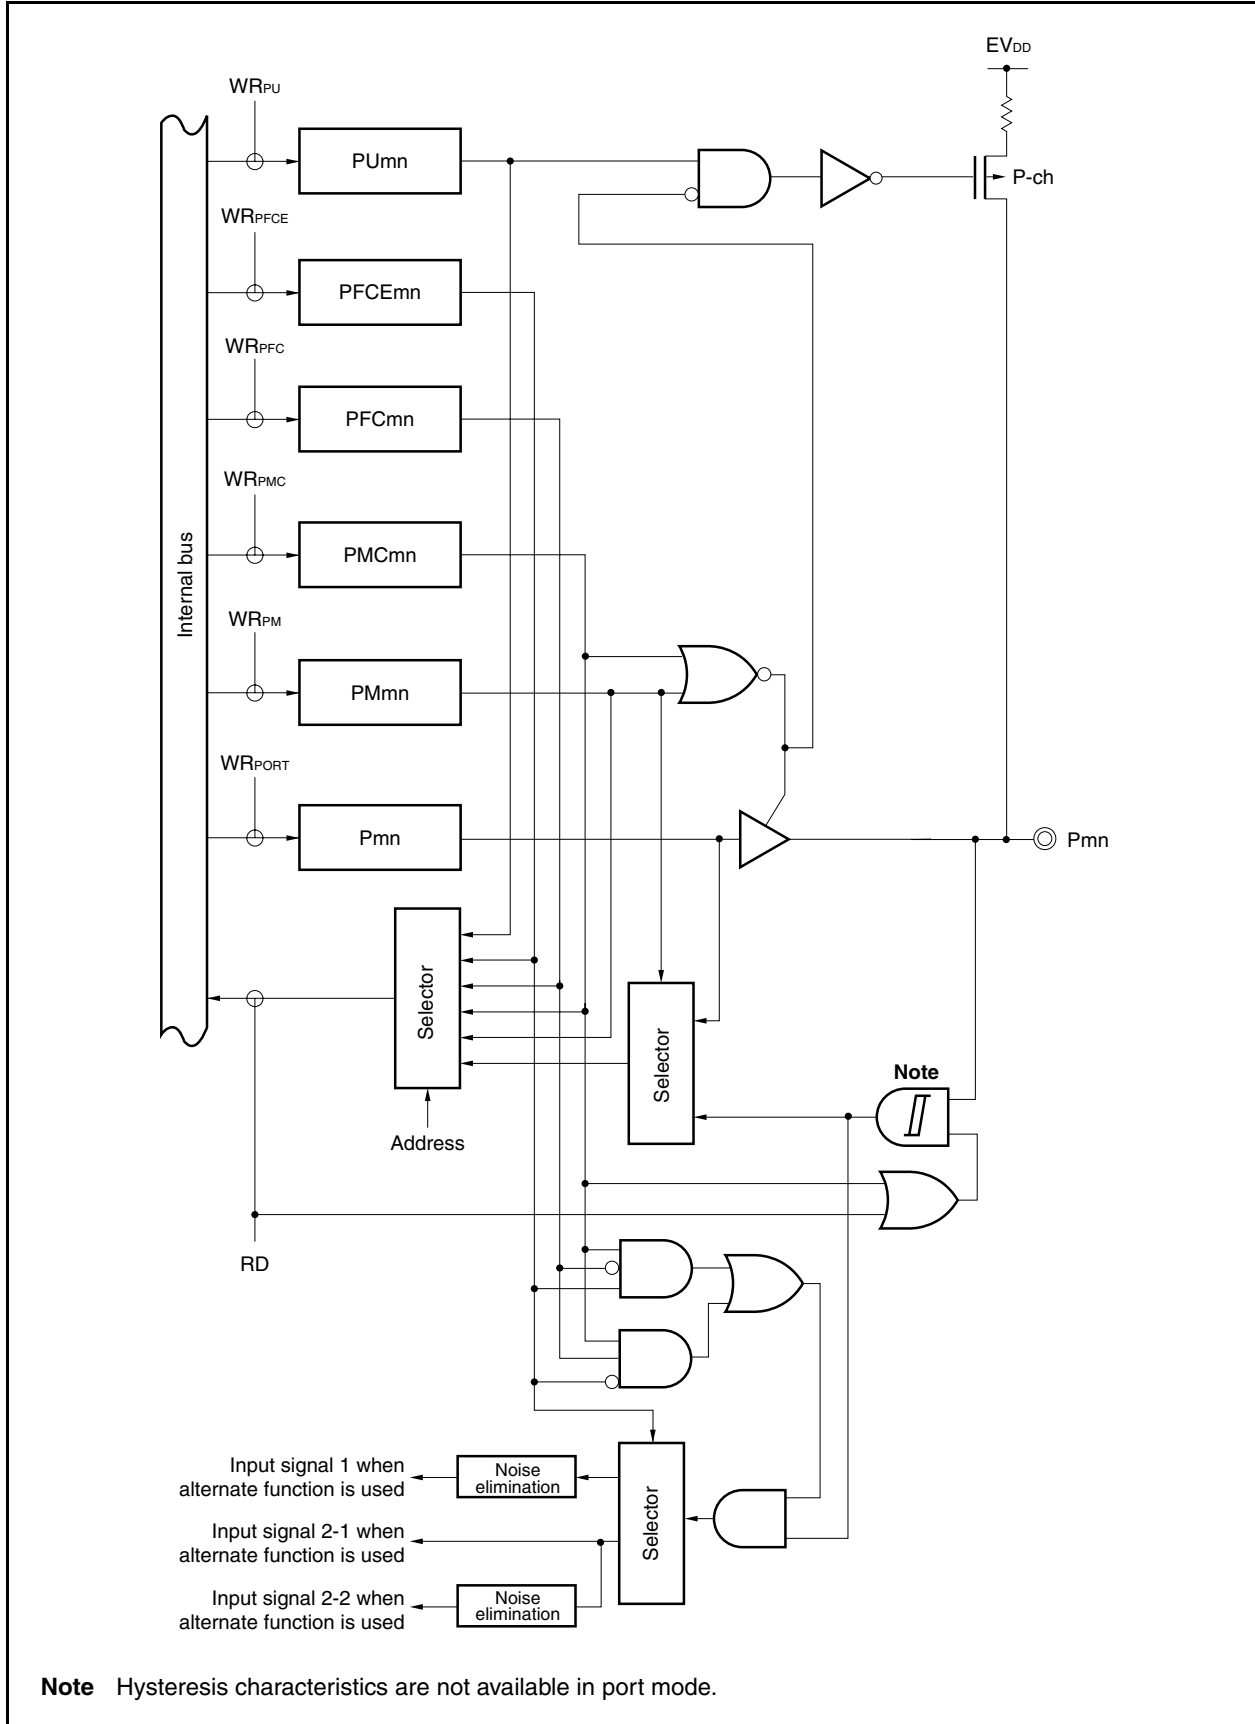 EVDD
WRPU
PUmn
P-ch
WRPFCE
PFCEmn
WRPFC
PFCmn
WRPMC
PMCmn
Internal bus
WRPM
PMmn
WRPORT
Pmn
Pmn
Selector
Selector
Note
Address
RD
Input signal 1 when
alternate function is used
Noise
elimination
Selector
Input signal 2-1 when
alternate function is used
Input signal 2-2 when
alternate function is used
Noise
elimination
Note Hysteresis characteristics are not available in port mode.